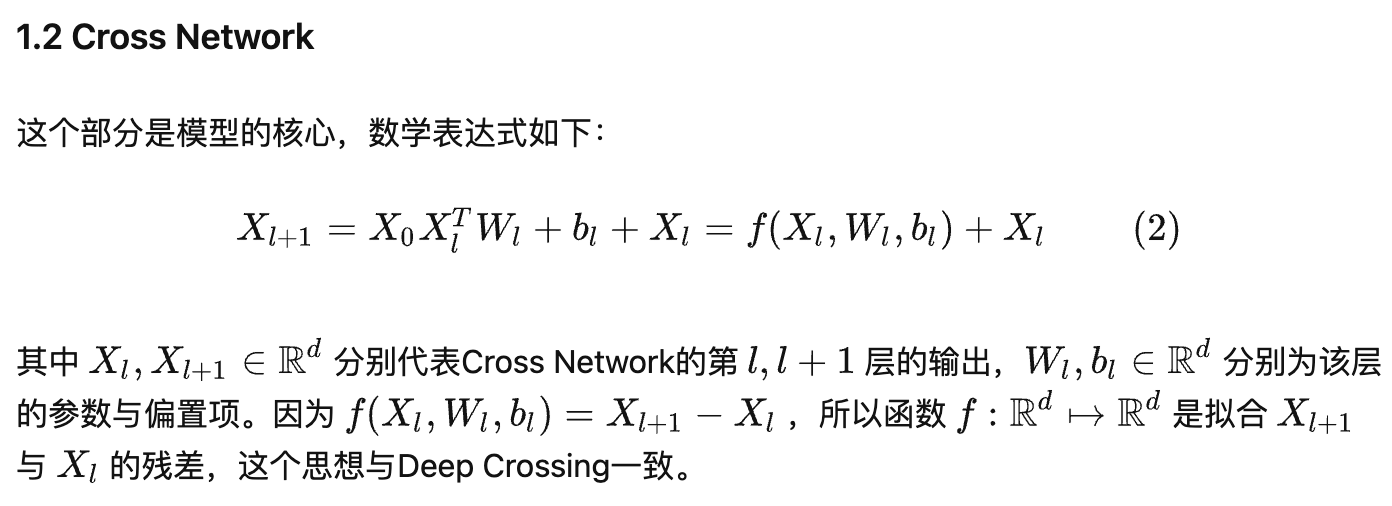 1.2 Cross Network
这个部分是模型的核心，数学表达式如下：
$X_{l+1} = X_0 X_l^T W_l + b_l + X_l = f(X_l, W_l, b_l) + X_l \quad (2)$
其中 $X_l, X_{l+1} \in \mathbb{R}^d$ 分别代表Cross Network的第 $l, l+1$ 层的输出，$W_l, b_l \in \mathbb{R}^d$ 分别为该层
的参数与偏置项。因为 $f(X_l, W_l, b_l) = X_{l+1} - X_l$ ，所以函数 $f : \mathbb{R}^d \mapsto \mathbb{R}^d$ 是拟合 $X_{l+1}$
与 $X_l$ 的残差，这个思想与Deep Crossing一致。